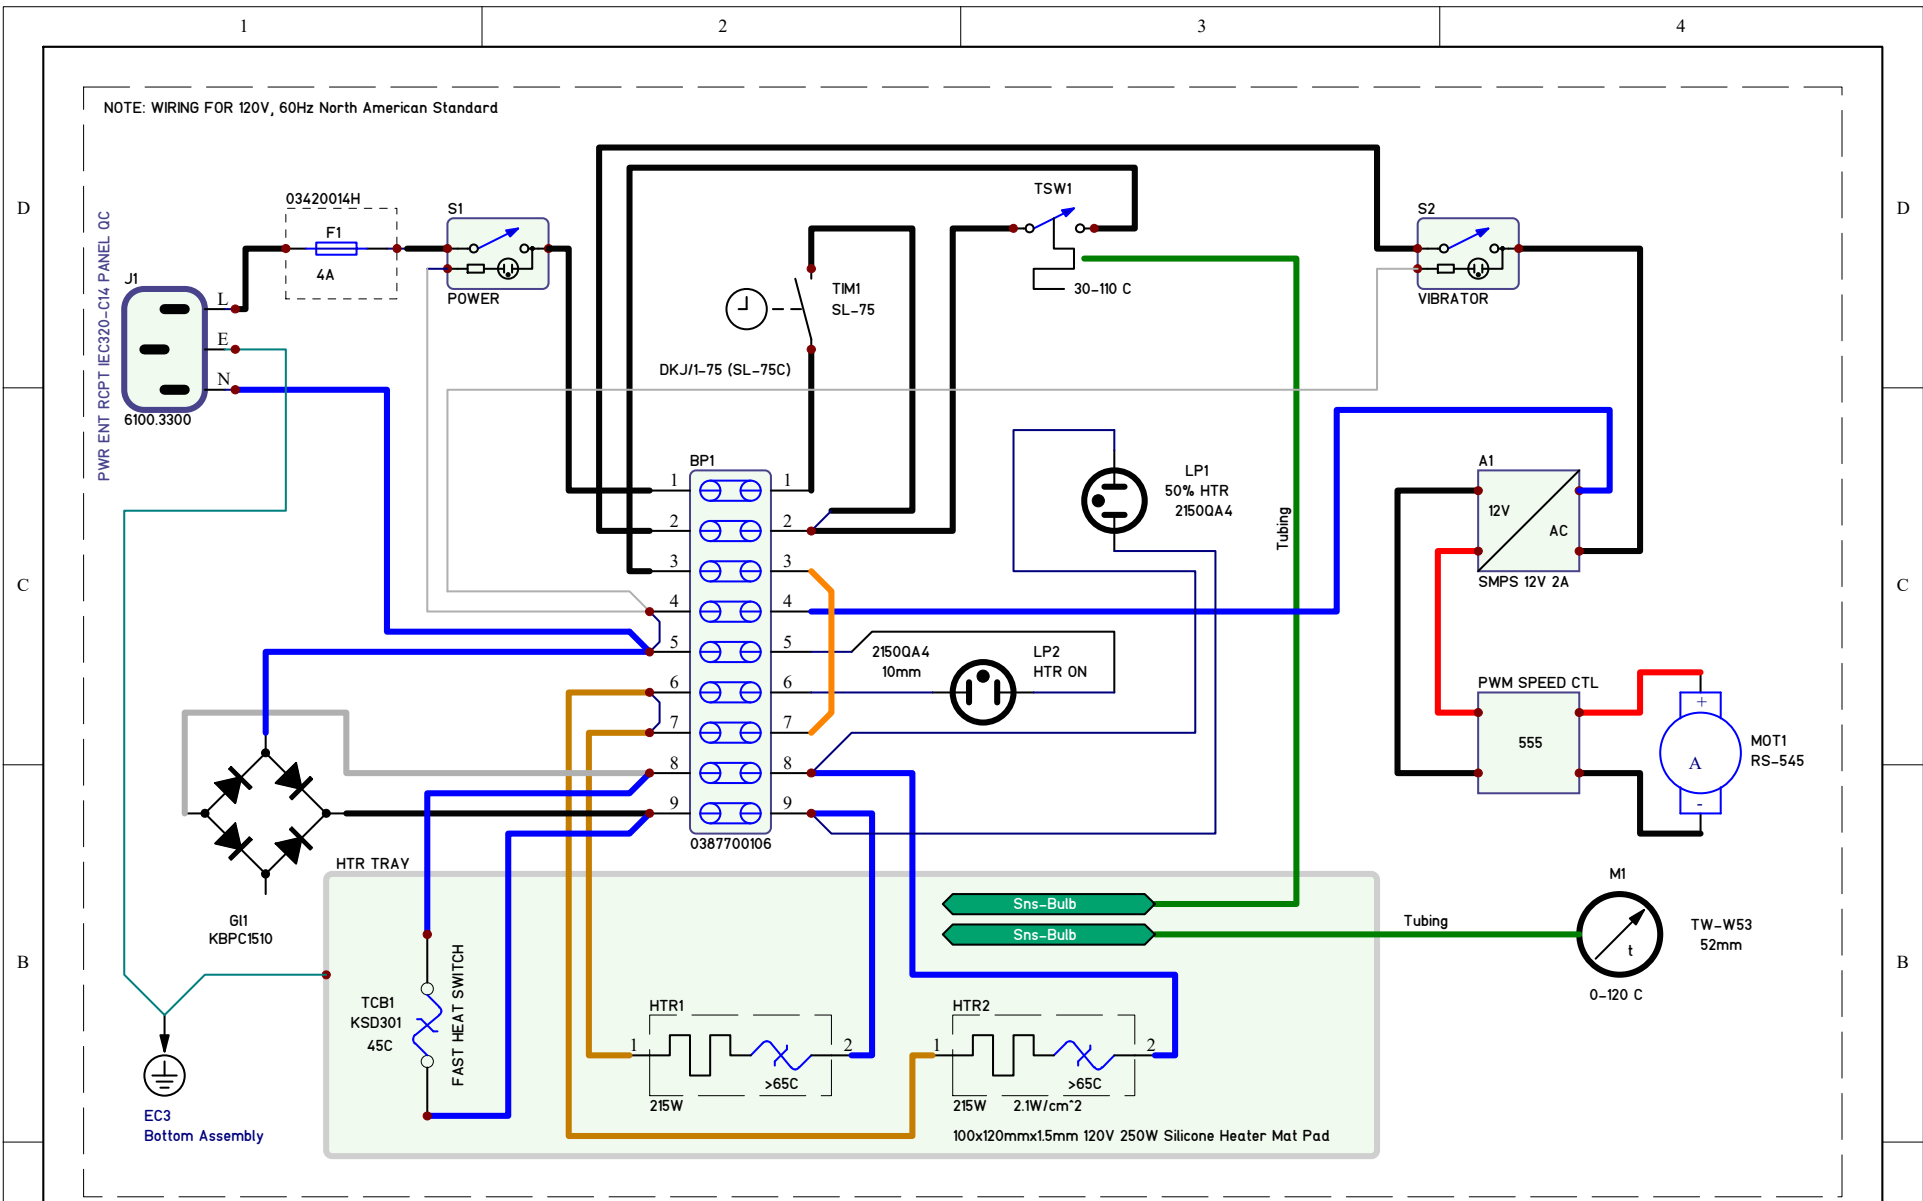 1 2 3 4
NOTE: WIRING FOR 120V, 60Hz North American Standard
D D
03420014H
F1
4A
S1
POWER
TSW1
30-110 C
S2
VIBRATOR
PWR ENT RCPT IEC320-C14 PANEL QC
J1
L
E
N
6100.3300
TIM1
SL-75
DKJ/1-75 (SL-75C)
Tubing
BP1
1 1
2 2
3 3
4 4
5 5
6 6
7 7
8 8
9 9
0387700106
LP1
50% HTR
2150QA4
A1
12V
AC
SMPS 12V 2A
C C
2150QA4
10mm
LP2
HTR ON
PWM SPEED CTL
555
+
A
-
MOT1
RS-545
GI1
KBPC1510
HTR TRAY
Sns-Bulb
Sns-Bulb
Tubing
M1
t
TW-W53
52mm
0-120 C
B B
TCB1
KSD301
45C
FAST HEAT SWITCH
HTR1
1 2
>65C
215W
HTR2
1 2
>65C
215W 2.1W/cm^2
100x120mmx1.5mm 120V 250W Silicone Heater Mat Pad
EC3
Bottom Assembly